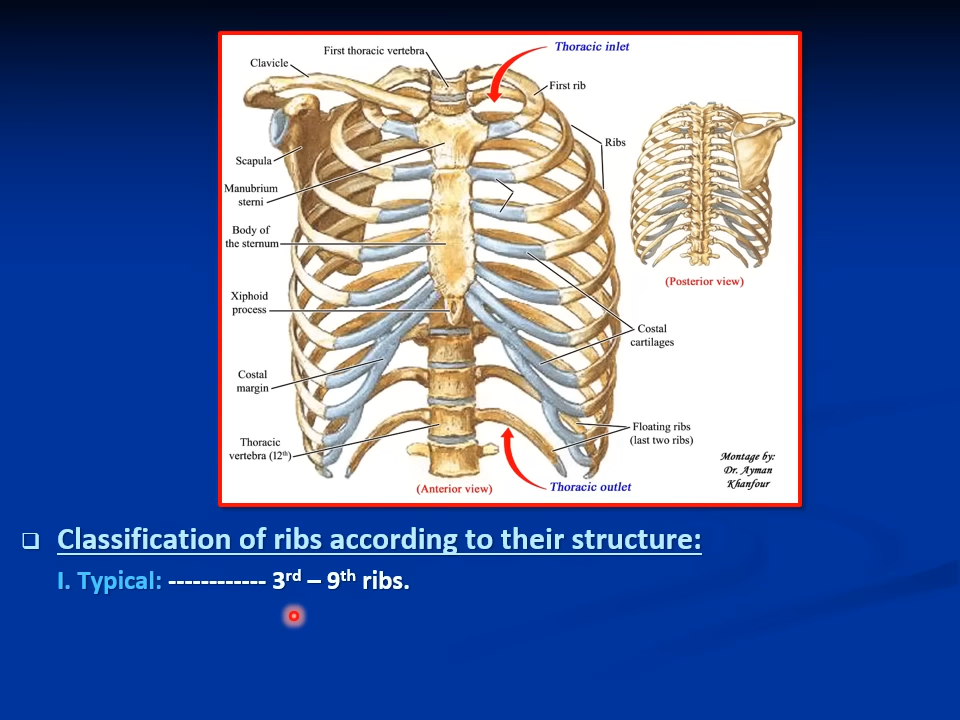 First thoracic vertebra
Thoracic inlet
Clavicle
First rib
Ribs
Scapula
Manubrium
sterni
Body of
the sternum
(Posterior view)
Xiphoid
process
Costal
cartilages
Costal
margin
Floating ribs
(last two ribs)
Thoracic
vertebra (12th)
Montage by:
Dr. Ayman
Khanfour
(Anterior view)
Thoracic outlet
❑ Classification of ribs according to their structure:
I. Typical: ------------ 3rd – 9th ribs.